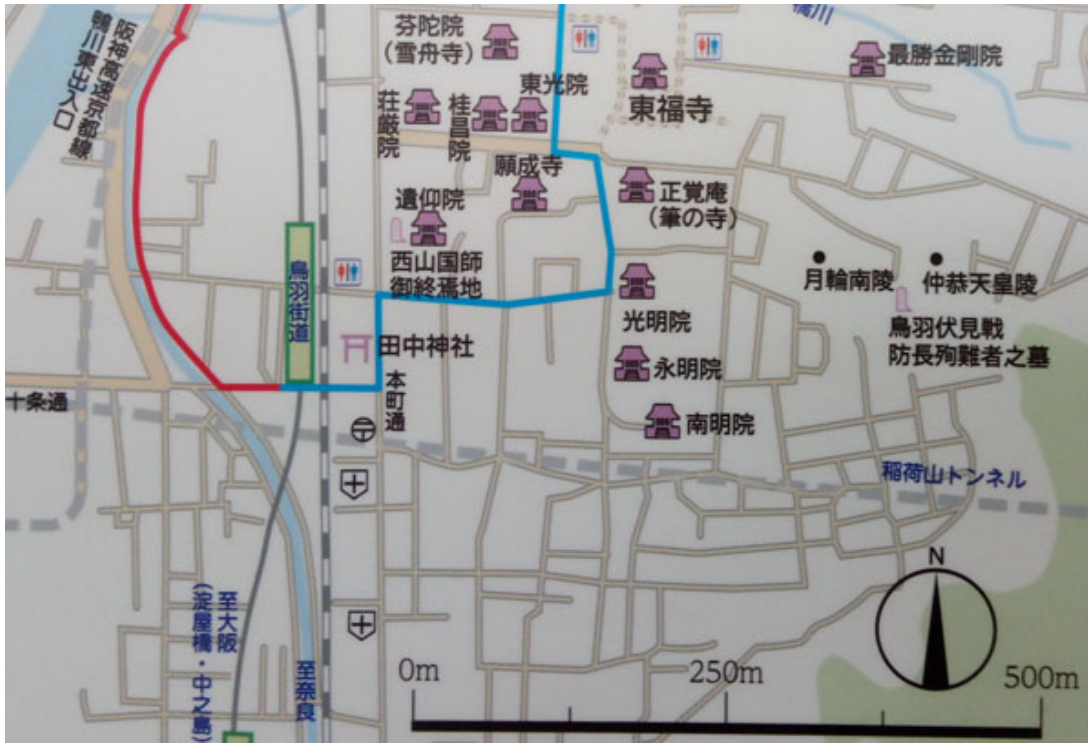 阪神高速京都線
鴨川東出入口
芬陀院
(雪舟寺)
東光院
東福寺
最勝金剛院
荘厳院
桂昌院
願成寺
正覚庵
(筆の寺)
遺仰院
西山国師
御終焉地
鳥羽街道
月輪南陵
仲恭天皇陵
光明院
鳥羽伏見戦
防長殉難者之墓
田中神社
永明院
本町通
十条通
南明院
稲荷山トンネル
N
至大阪
(淀屋橋・中之島)
至奈良
0m
250m
500m